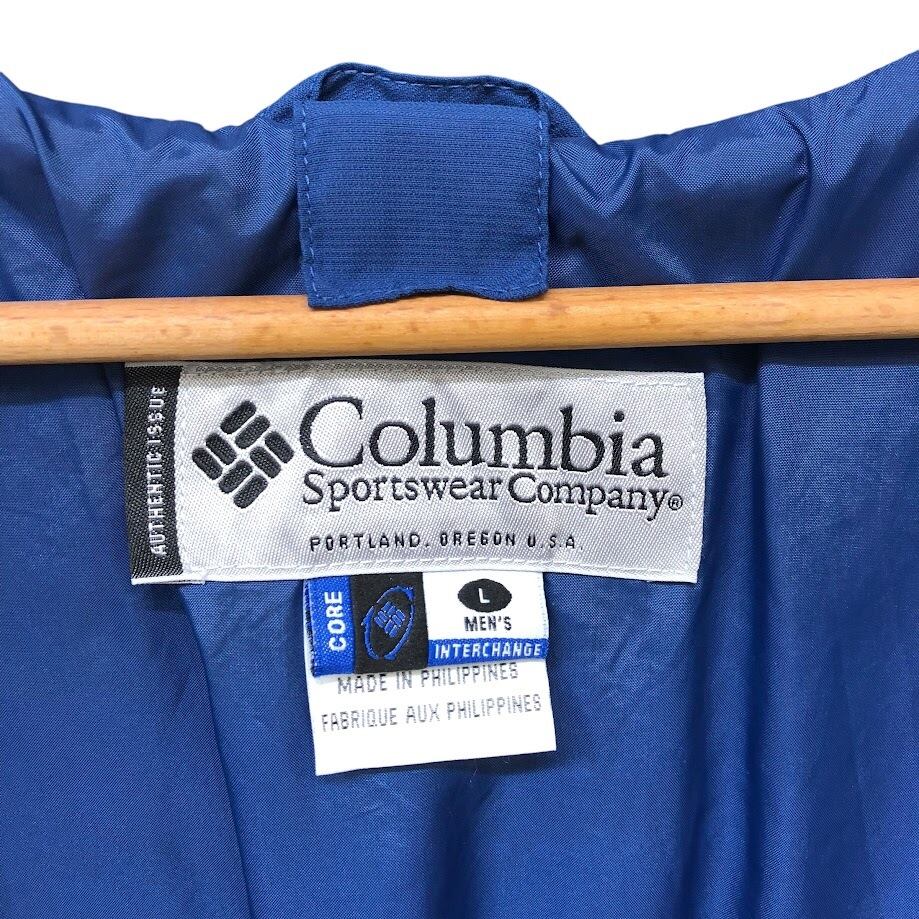 AUTHENTIC ISSUE
Columbia
Sportswear Company®
PORTLAND. OREGON U.S.A.
CORE
L
MEN'S
INTERCHANGE
MADE IN PHILIPPINES
FABRIQUE AUX PHILIPPINES